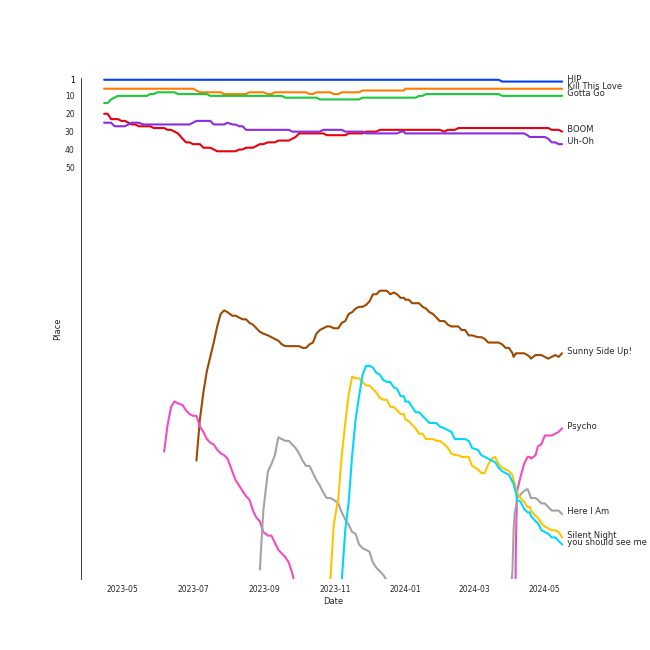 1
10
20
30
40
50
Place
HIP
Kill This Love
Gotta Go
BOOM
Uh-Oh
Sunny Side Up!
Psycho
Here I Am
Silent Night
you should see me
2023-05 2023-07 2023-09 2023-11 2024-01 2024-03 2024-05
Date